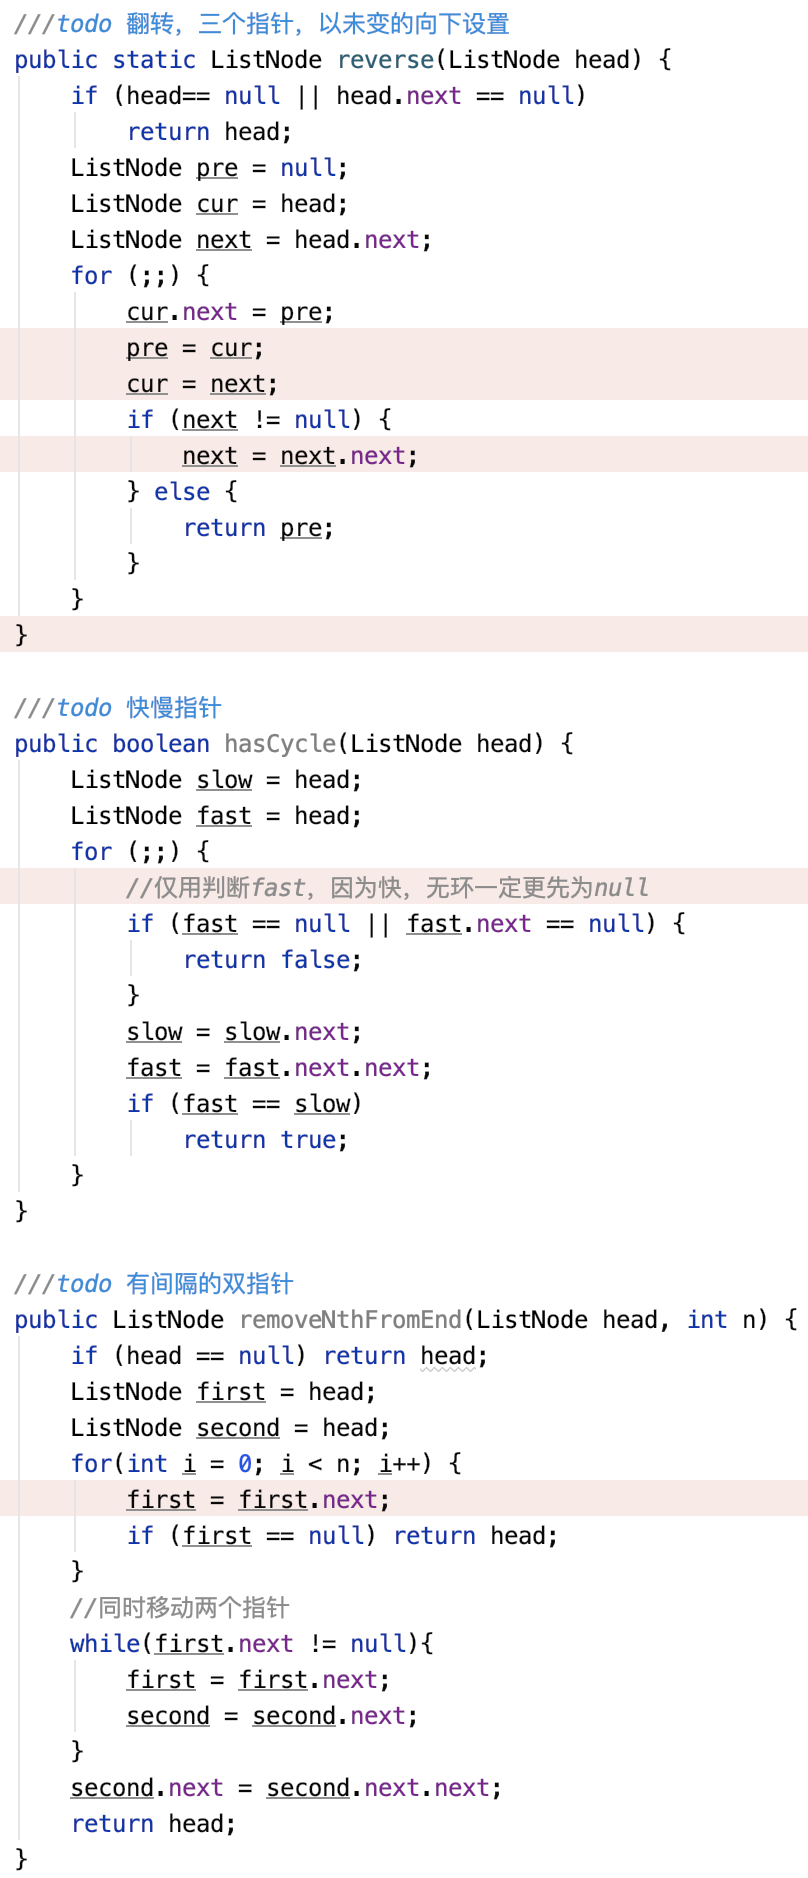 ///todo 翻转，三个指针，以未变的向下设置
public static ListNode reverse(ListNode head) {
    if (head== null || head.next == null)
        return head;
    ListNode pre = null;
    ListNode cur = head;
    ListNode next = head.next;
    for (;;) {
        cur.next = pre;
        pre = cur;
        cur = next;
        if (next != null) {
            next = next.next;
        } else {
            return pre;
        }
    }
}
///todo 快慢指针
public boolean hasCycle(ListNode head) {
    ListNode slow = head;
    ListNode fast = head;
    for (;;) {
        //仅用判断fast，因为快，无环一定更先为null
        if (fast == null || fast.next == null) {
            return false;
        }
        slow = slow.next;
        fast = fast.next.next;
        if (fast == slow)
            return true;
    }
}
///todo 有间隔的双指针
public ListNode removeNthFromEnd(ListNode head, int n) {
    if (head == null) return head;
    ListNode first = head;
    ListNode second = head;
    for(int i = 0; i < n; i++) {
        first = first.next;
        if (first == null) return head;
    }
    //同时移动两个指针
    while(first.next != null){
        first = first.next;
        second = second.next;
    }
    second.next = second.next.next;
    return head;
}